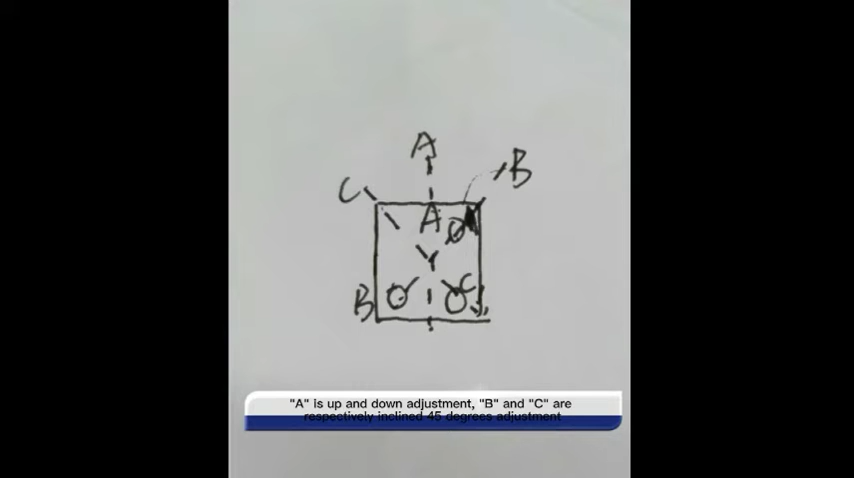 A
C
B
A
B
C
"A" is up and down adjustment, "B" and "C" are
respectively inclined 45 degrees adjustment